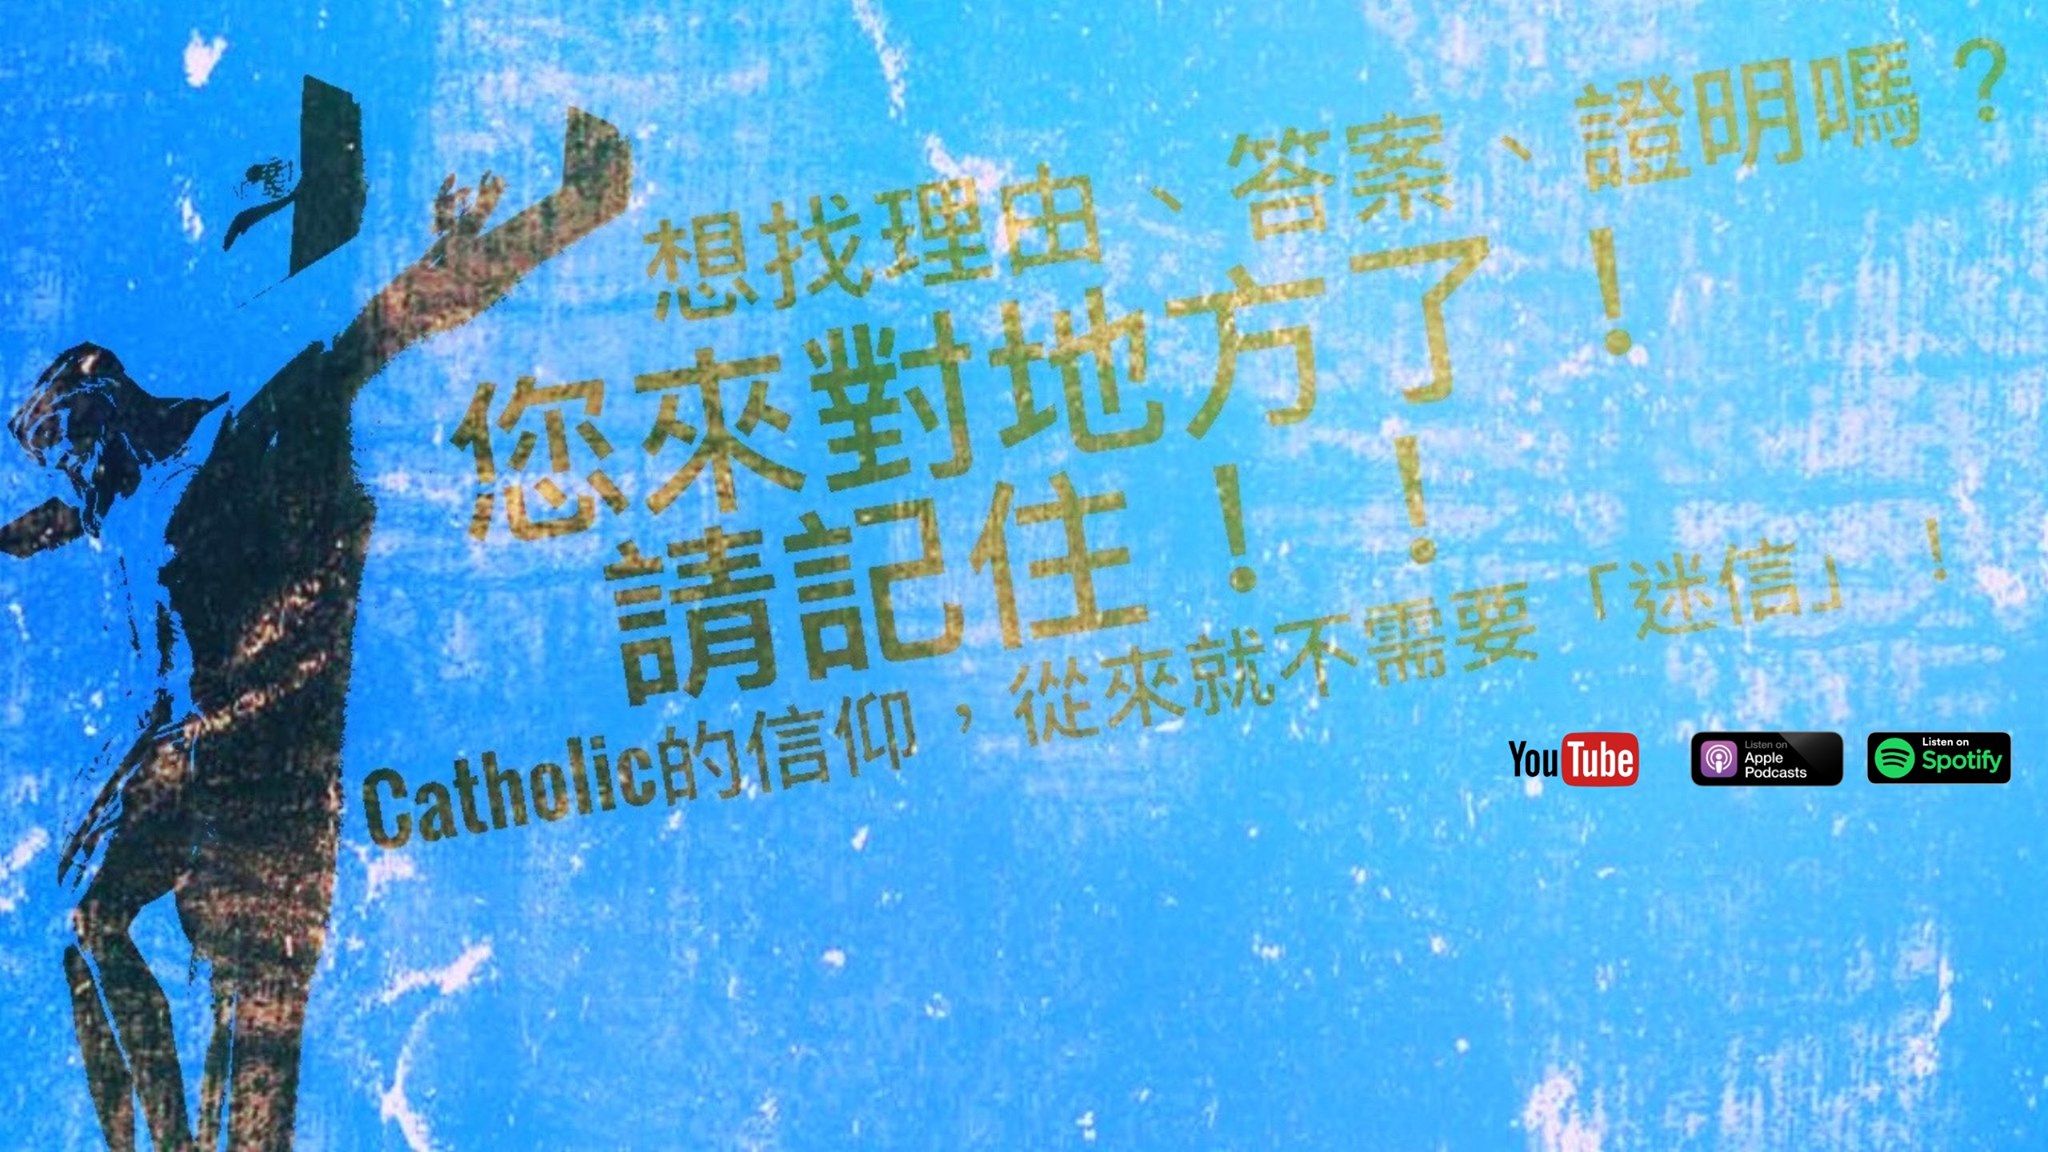 想找理由、答案、證明嗎？
您來對地方了！
請記住！！
Catholic的信仰，從來就不需要「迷信」！
YouTube
Listen on
Apple
Podcasts
Listen on
Spotify